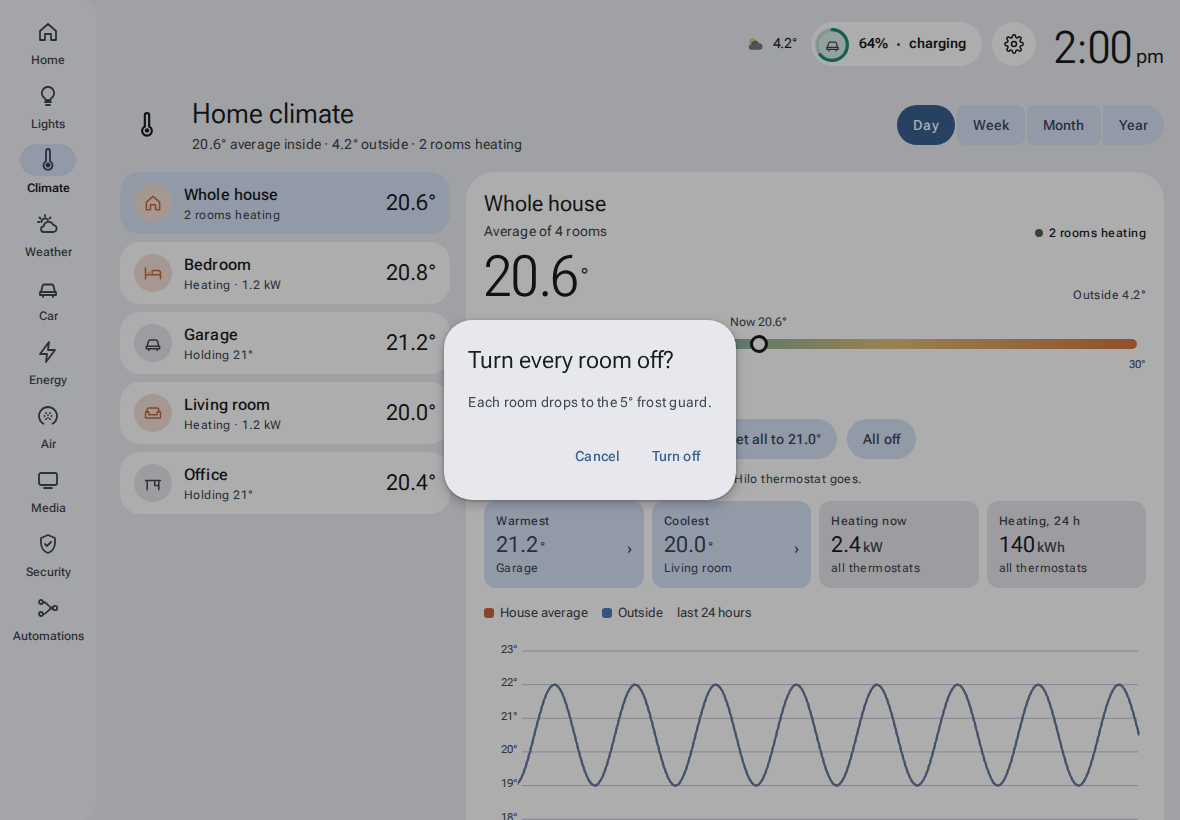 Home
Lights
Climate
Weather
Car
Energy
Air
Media
Security
Automations
4.2°
64% · charging
2:00 pm
Home climate
20.6° average inside · 4.2° outside · 2 rooms heating
Day
Week
Month
Year
Whole house
2 rooms heating
20.6°
Bedroom
Heating · 1.2 kW
20.8°
Garage
Holding 21°
21.2°
Living room
Heating · 1.2 kW
20.0°
Office
Holding 21°
20.4°
Whole house
Average of 4 rooms
2 rooms heating
20.6°
Outside 4.2°
Now 20.6°
30°
Turn every room off?
Each room drops to the 5° frost guard.
Cancel
Turn off
et all to 21.0°
All off
Hilo thermostat goes.
Warmest
21.2°
Garage
›
Coolest
20.0°
Living room
›
Heating now
2.4 kW
all thermostats
Heating, 24 h
140 kWh
all thermostats
House average
Outside
last 24 hours
23°
22°
21°
20°
19°
18°